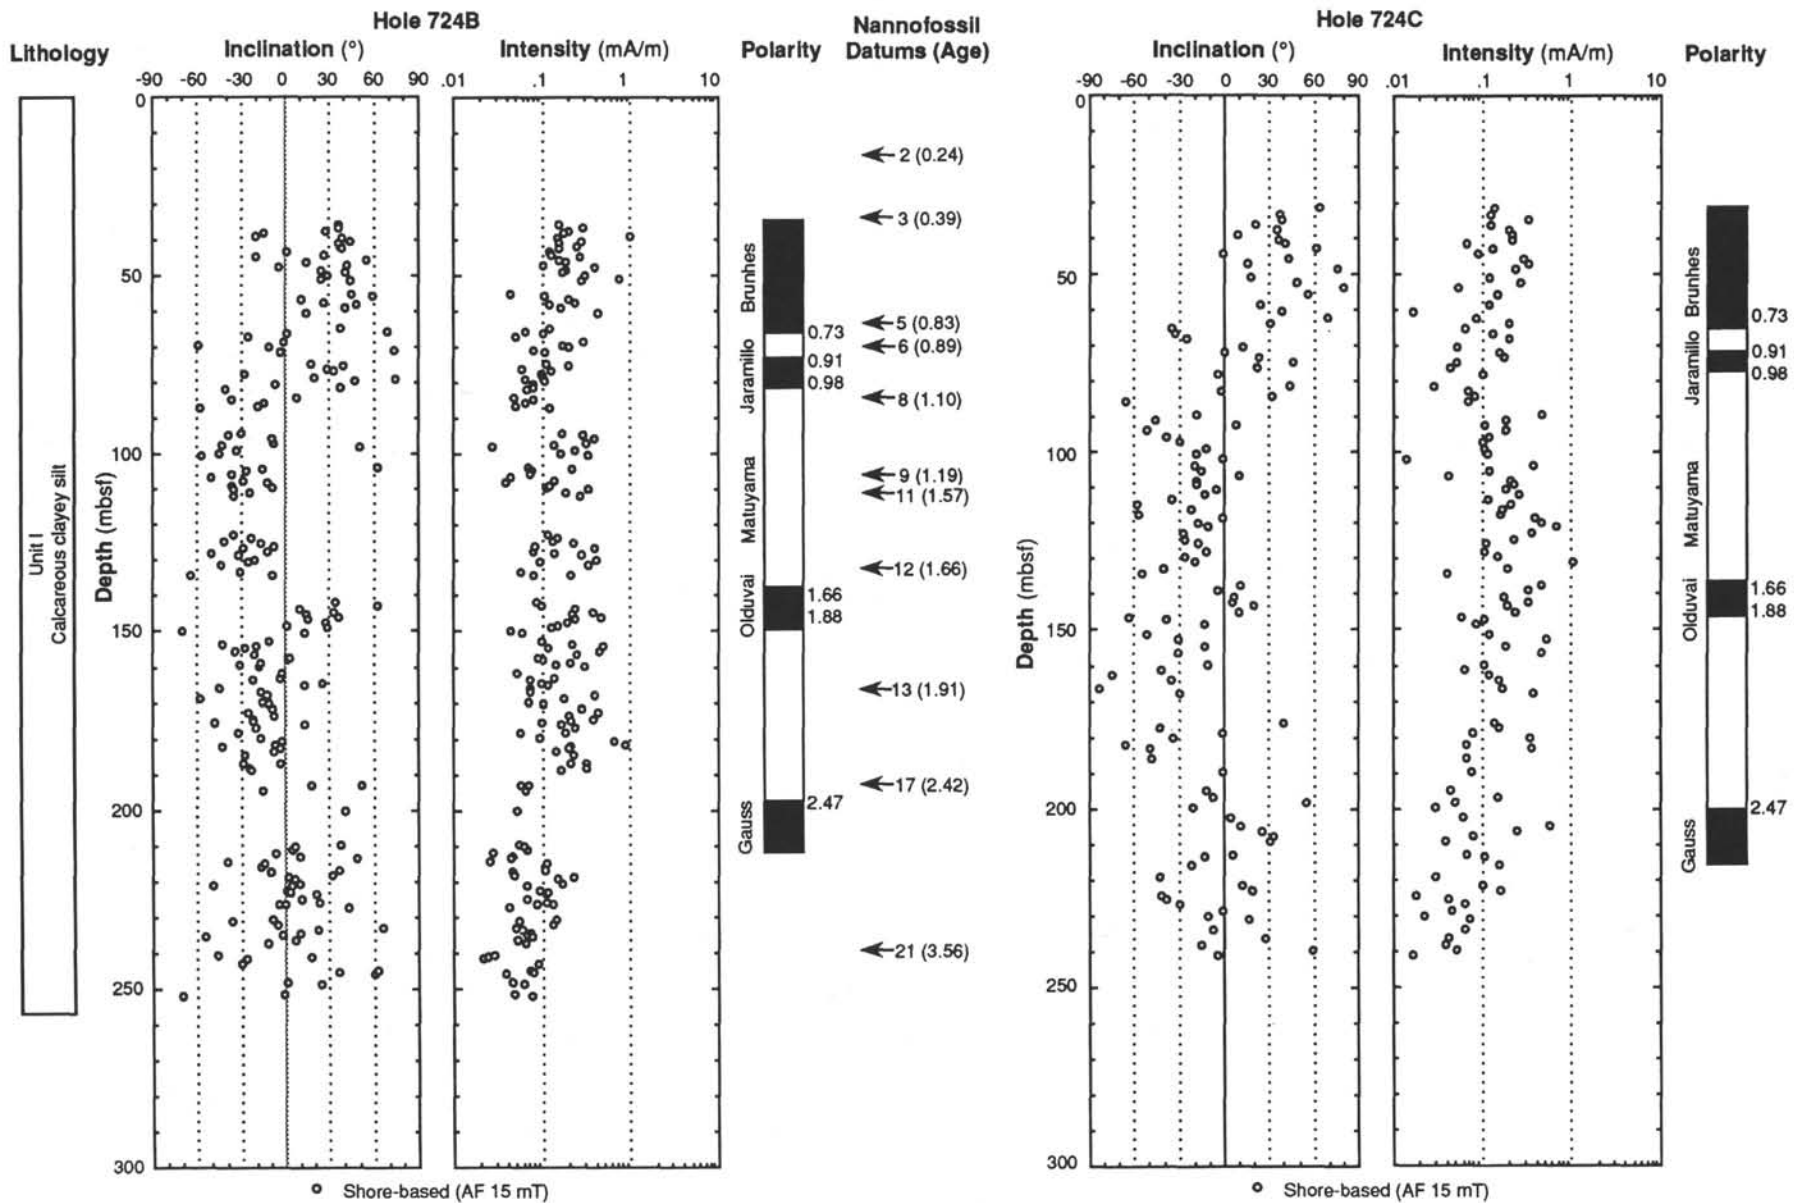 Hole 724B
Lithology
Inclination (°)
Intensity (mA/m)
Polarity
Nannofossil
Datums (Age)
-90 -60 -30 0 30 60 90
.01 .1 1 10
Depth (mbsf)
0
50
100
150
200
250
300
Unit I
Calcareous clayey silt
Brunhes
Jaramillo
Matuyama
Olduvai
Gauss
0.73
0.91
0.98
1.66
1.88
2.47
2 (0.24)
3 (0.39)
5 (0.83)
6 (0.89)
8 (1.10)
9 (1.19)
11 (1.57)
12 (1.66)
13 (1.91)
17 (2.42)
21 (3.56)
Shore-based (AF 15 mT)
Hole 724C
Inclination (°)
Intensity (mA/m)
Polarity
-90 -60 -30 0 30 60 90
0.01 .1 1 10
Depth (mbsf)
0
50
100
150
200
250
300
Brunhes
Jaramillo
Matuyama
Olduvai
Gauss
0.73
0.91
0.98
1.66
1.88
2.47
Shore-based (AF 15 mT)